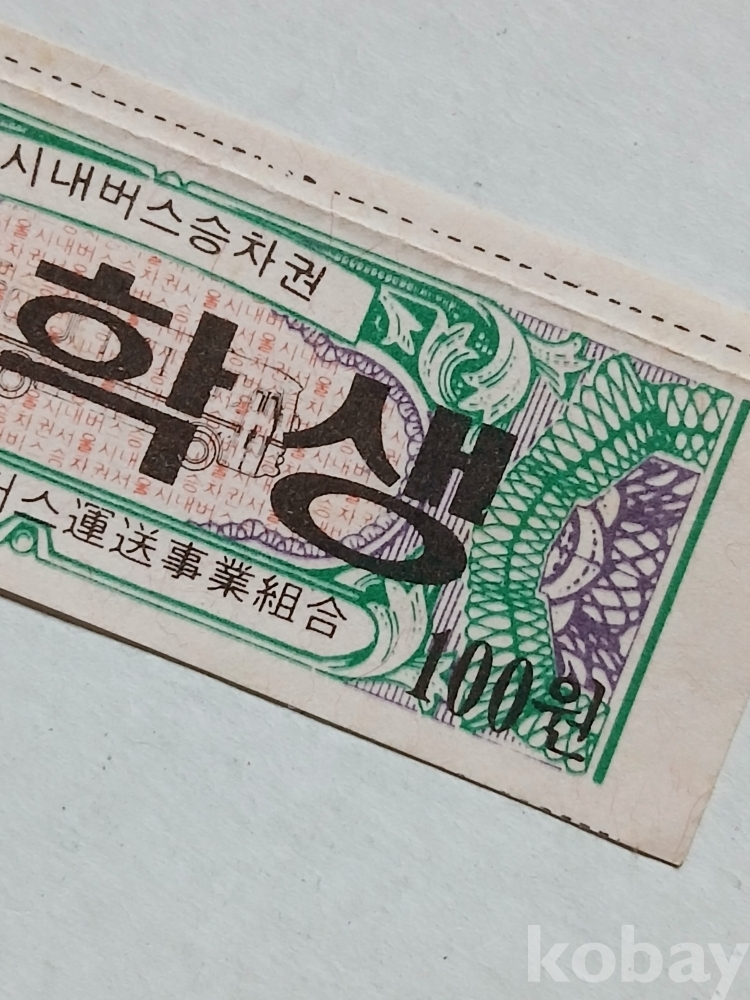 시내버스승차권
학생
버스運送事業組合
100원
kobay